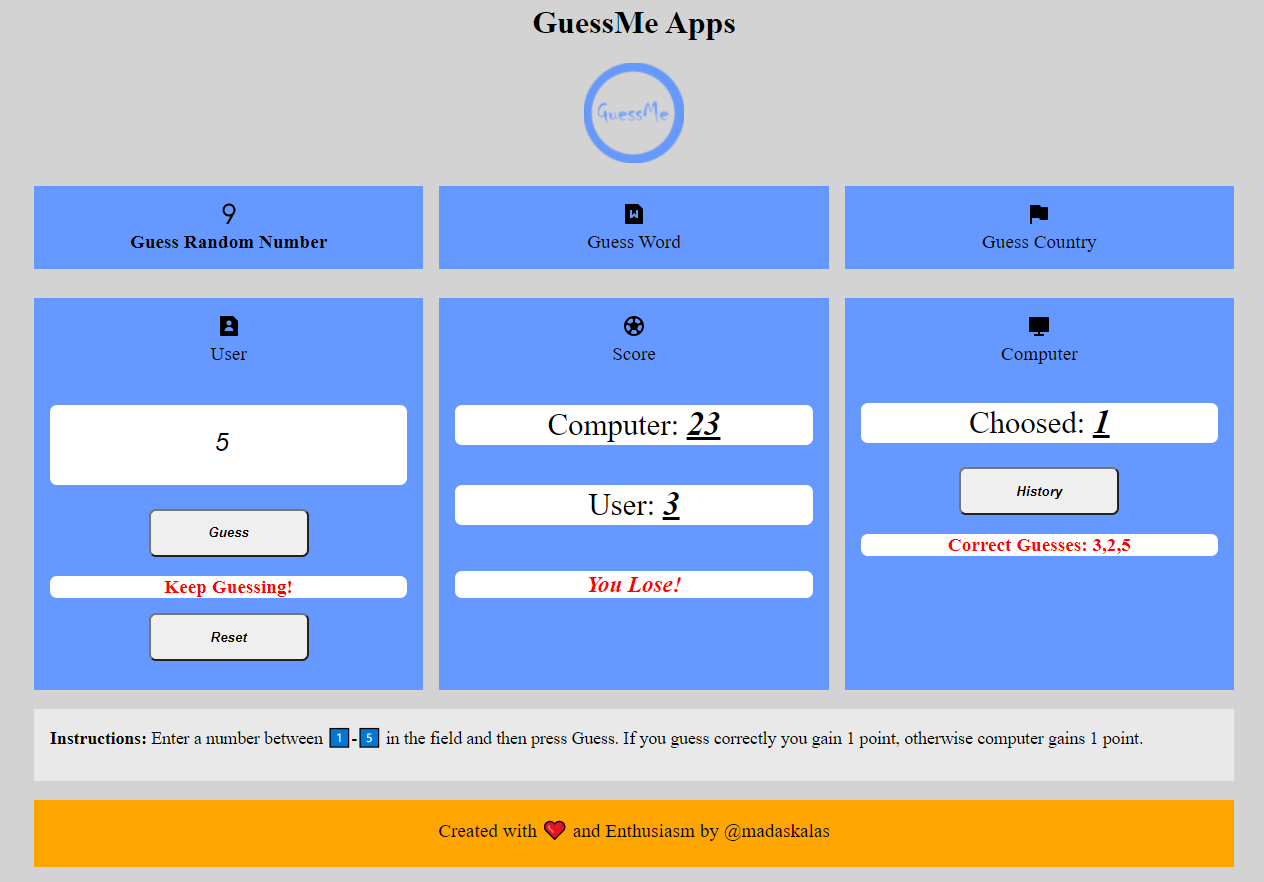 GuessMe Apps
GuessMe
Guess Random Number
Guess Word
Guess Country
User
5
Guess
Keep Guessing!
Reset
Score
Computer: 23
User: 3
You Lose!
Computer
Choosed: 1
History
Correct Guesses: 3,2,5
Instructions: Enter a number between 1-5 in the field and then press Guess. If you guess correctly you gain 1 point, otherwise computer gains 1 point.
Created with ❤ and Enthusiasm by @madaskalas